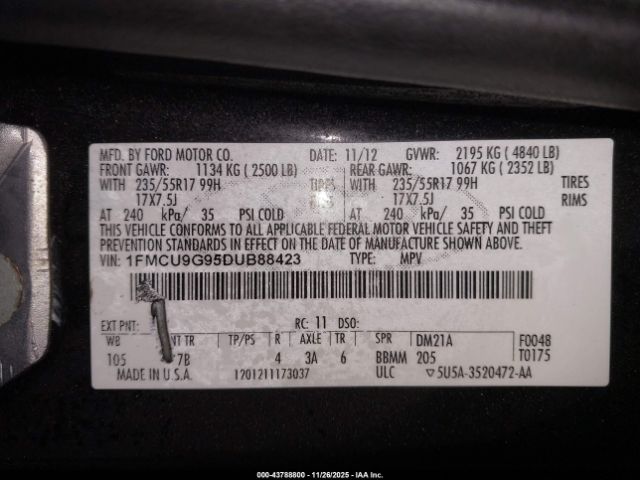 MFD. BY FORD MOTOR CO. DATE: 11/12 GVWR: 2195 KG ( 4840 LB)
FRONT GAWR: 1134 KG ( 2500 LB) REAR GAWR: 1067 KG ( 2352 LB)
WITH 235/55R17 99H TIRES WITH 235/55R17 99H TIRES
17X7.5J RIMS 17X7.5J RIMS
AT 240 kPa/ 35 PSI COLD AT 240 kPa/ 35 PSI COLD
THIS VEHICLE CONFORMS TO ALL APPLICABLE FEDERAL MOTOR VEHICLE SAFETY AND THEFT
PREVENTION STANDARDS IN EFFECT ON THE DATE OF MANUFACTURE SHOWN ABOVE.
VIN: 1FMCU9G95DUB88423 TYPE: MPV
EXT PNT: RC: 11 DSO:
WB INT TR TP/PS R AXLE TR SPR DM21A F0048
105 7B 4 3A 6 BBMM 205 T0175
MADE IN U.S.A. 1201211173037 ULC ▽5U5A-3520472-AA
000-43788800 - 11/26/2025 - IAA Inc.